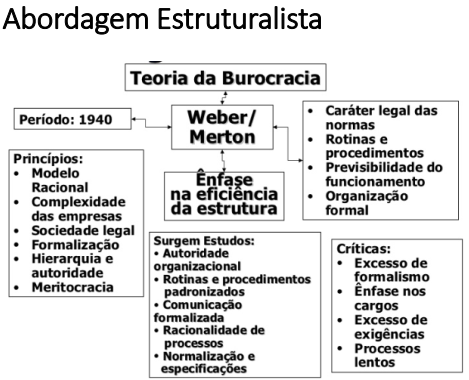 Abordagem Estruturalista
Teoria da Burocracia
Período: 1940
Weber/
Merton
• Caráter legal das
normas
• Rotinas e
procedimentos
• Previsibilidade do
funcionamento
• Organização
formal
Princípios:
• Modelo
Racional
• Complexidade
das empresas
• Sociedade legal
• Formalização
• Hierarquia e
autoridade
• Meritocracia
Ênfase
na eficiência
da estrutura
Surgem Estudos:
• Autoridade
organizacional
• Rotinas e procedimentos
padronizados
• Comunicação
formalizada
• Racionalidade de
processos
• Normalização e
especificações
Críticas:
• Excesso de
formalismo
• Ênfase nos
cargos
• Excesso de
exigências
• Processos
lentos